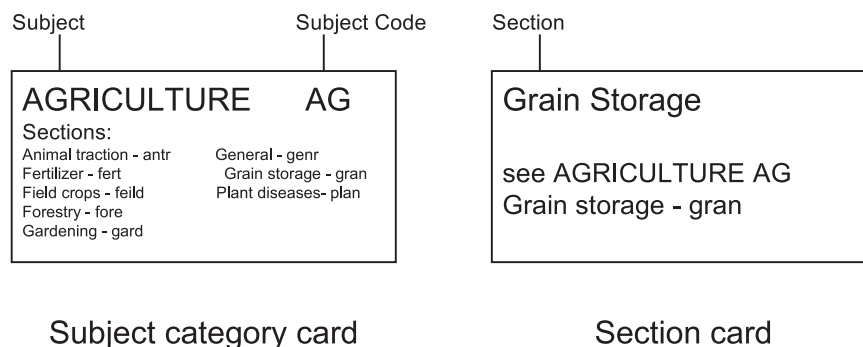 Subject Subject Code Section
AGRICULTURE AG
Sections:
Animal traction - antr General - genr
Fertilizer - fert Grain storage - gran
Field crops - feild Plant diseases- plan
Forestry - fore
Gardening - gard
Grain Storage
see AGRICULTURE AG
Grain storage - gran
Subject category card Section card